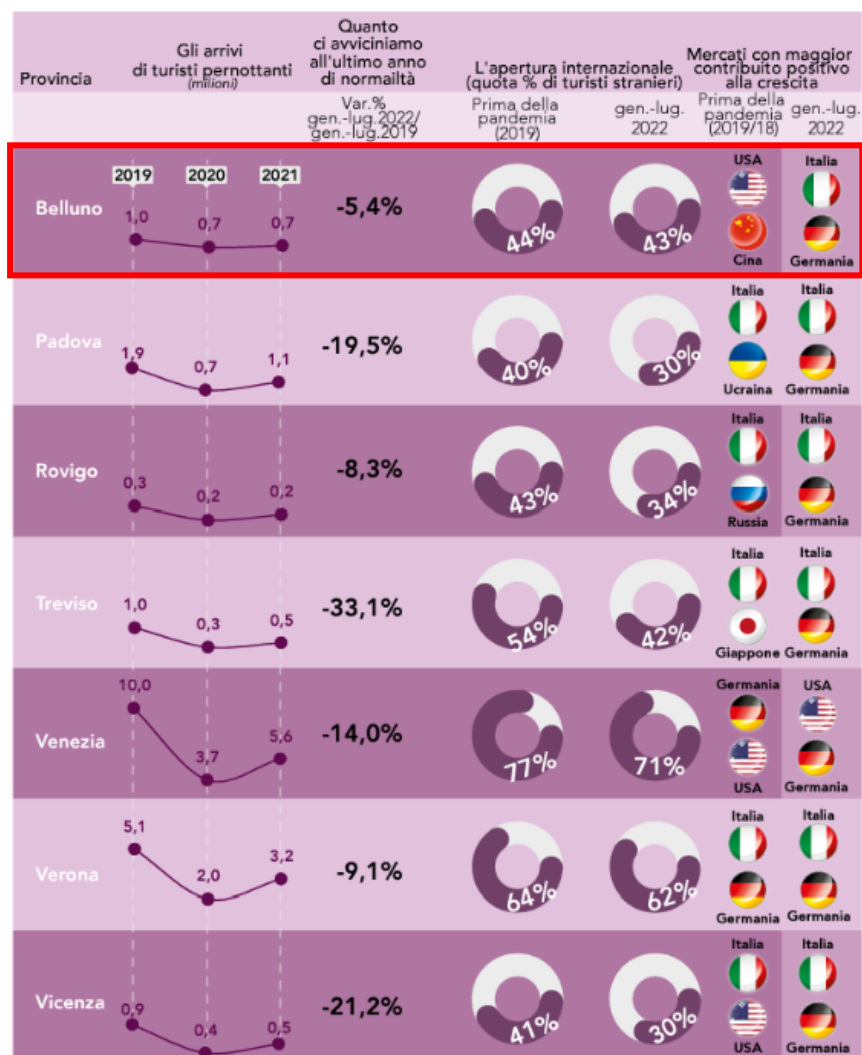 Provincia
Gli arrivi
di turisti pernottanti
(milioni)
Quanto
ci avviciniamo
all'ultimo anno
di normailtà
L'apertura internazionale
(quota % di turisti stranieri)
Mercati con maggior
contribuito positivo
alla crescita
Var.%
gen.-lug.2022/
gen.-lug.2019
Prima della
pandemia
(2019)
gen.-lug.
2022
Prima della
pandemia
(2019/18)
gen.-lug.
2022
2019 2020 2021
Belluno
1,0 0,7 0,7
-5,4%
44% 43%
USA Italia
Cina Germania
Padova
1,9 0,7 1,1
-19,5%
40% 30%
Italia Italia
Ucraina Germania
Rovigo
0,3 0,2 0,2
-8,3%
43% 34%
Italia Italia
Russia Germania
Treviso
1,0 0,3 0,5
-33,1%
54% 42%
Italia Italia
Giappone Germania
Venezia
10,0 3,7 5,6
-14,0%
77% 71%
Germania USA
USA Germania
Verona
5,1 2,0 3,2
-9,1%
64% 62%
Italia Italia
Germania Germania
Vicenza
0,9 0,4 0,5
-21,2%
41% 30%
Italia Italia
USA Germania